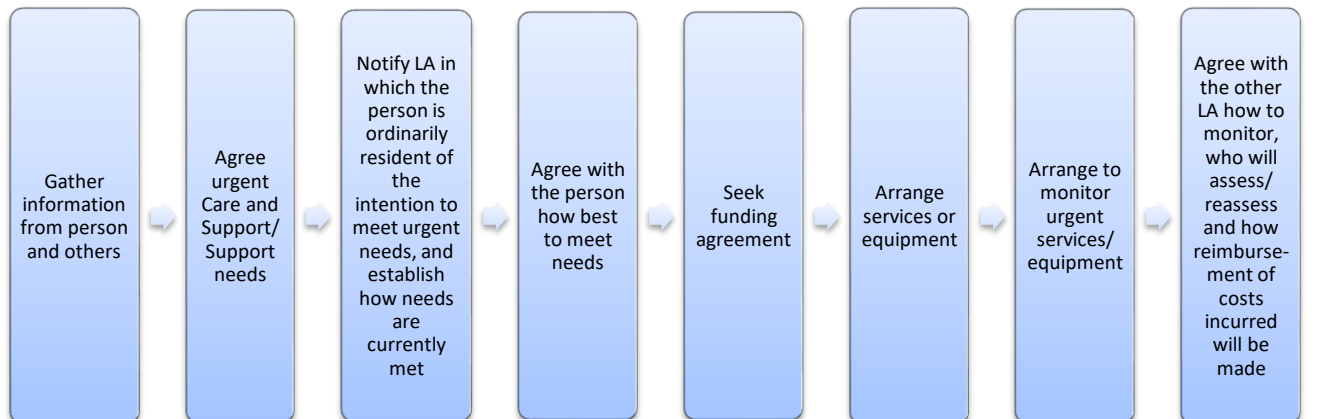 Gather
information
from person
and others
Agree
urgent
Care and
Support/
Support
needs
Notify LA in
which the
person is
ordinarily
resident of
the
intention to
meet urgent
needs, and
establish
how needs
are
currently
met
Agree with
the person
how best
to meet
needs
Seek
funding
agreement
Arrange
services or
equipment
Arrange to
monitor
urgent
services/
equipment
Agree with
the other
LA how to
monitor,
who will
assess/
reassess
and how
reimburse-
ment of
costs
incurred
will be
made